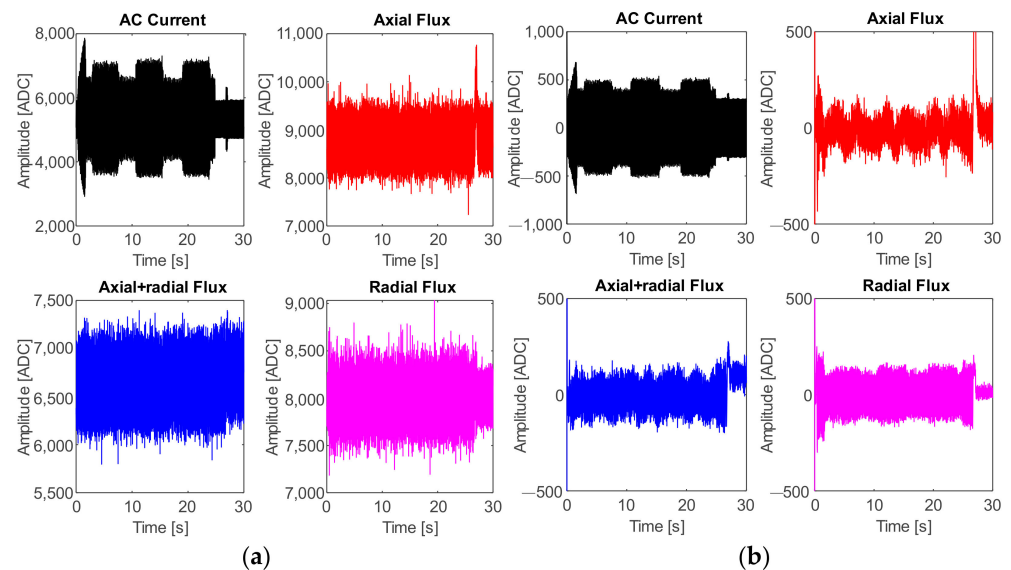 AC Current
8,000
6,000
4,000
2,000
Amplitude [ADC]
0 10 20 30
Time [s]
Axial Flux
11,000
10,000
9,000
8,000
7,000
Amplitude [ADC]
0 10 20 30
Time [s]
Axial+radial Flux
7,500
7,000
6,500
6,000
5,500
Amplitude [ADC]
0 10 20 30
Time [s]
Radial Flux
9,000
8,500
8,000
7,500
7,000
Amplitude [ADC]
0 10 20 30
Time [s]
(a)
AC Current
1,000
500
0
—500
—1,000
Amplitude [ADC]
0 10 20 30
Time [s]
Axial Flux
500
0
—500
Amplitude [ADC]
0 10 20 30
Time [s]
Axial+radial Flux
500
0
—500
Amplitude [ADC]
0 10 20 30
Time [s]
Radial Flux
500
0
—500
Amplitude [ADC]
0 10 20 30
Time [s]
(b)